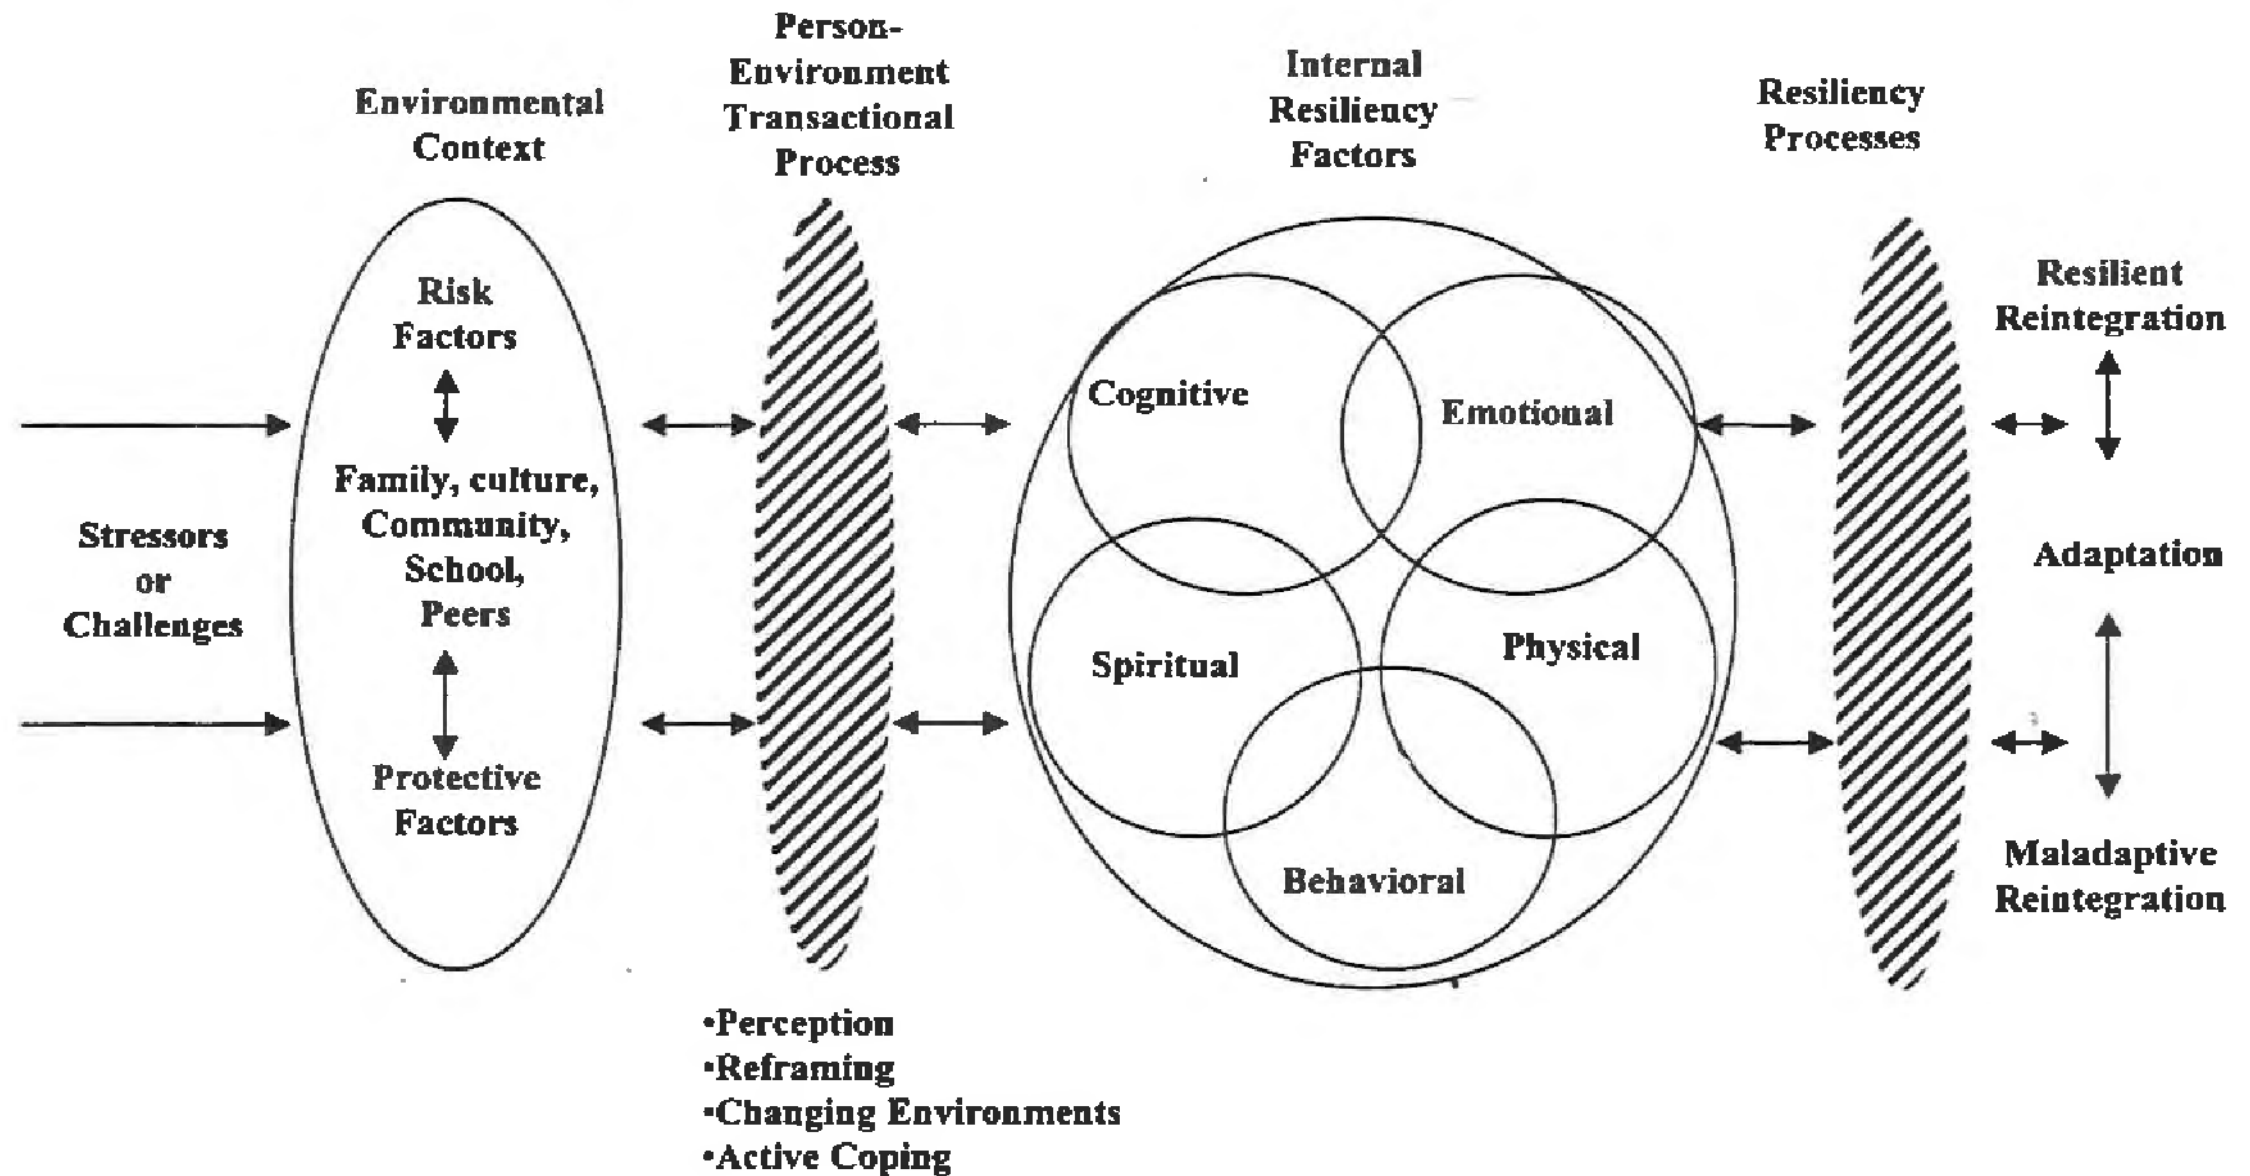 Person-
Environment
Transactional
Process
Internal
Resiliency
Factors
Environmental
Context
Resiliency
Processes
Risk
Factors
Family, culture,
Community,
School,
Peers
Protective
Factors
Stressors
or
Challenges
Cognitive
Emotional
Spiritual
Physical
Behavioral
Resilient
Reintegration
Adaptation
Maladaptive
Reintegration
•Perception
•Reframing
•Changing Environments
•Active Coping